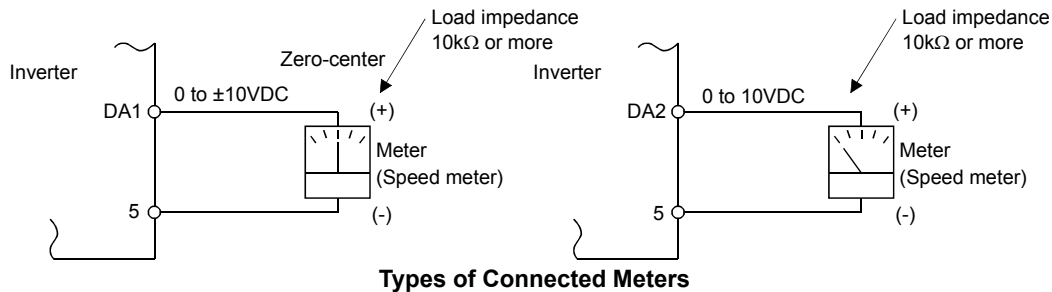 Load impedance
10kΩ or more
Zero-center
Inverter
0 to ±10VDC
DA1
(+)
Meter
(Speed meter)
5
(-)
Load impedance
10kΩ or more
Inverter
0 to 10VDC
DA2
(+)
Meter
(Speed meter)
5
(-)
Types of Connected Meters